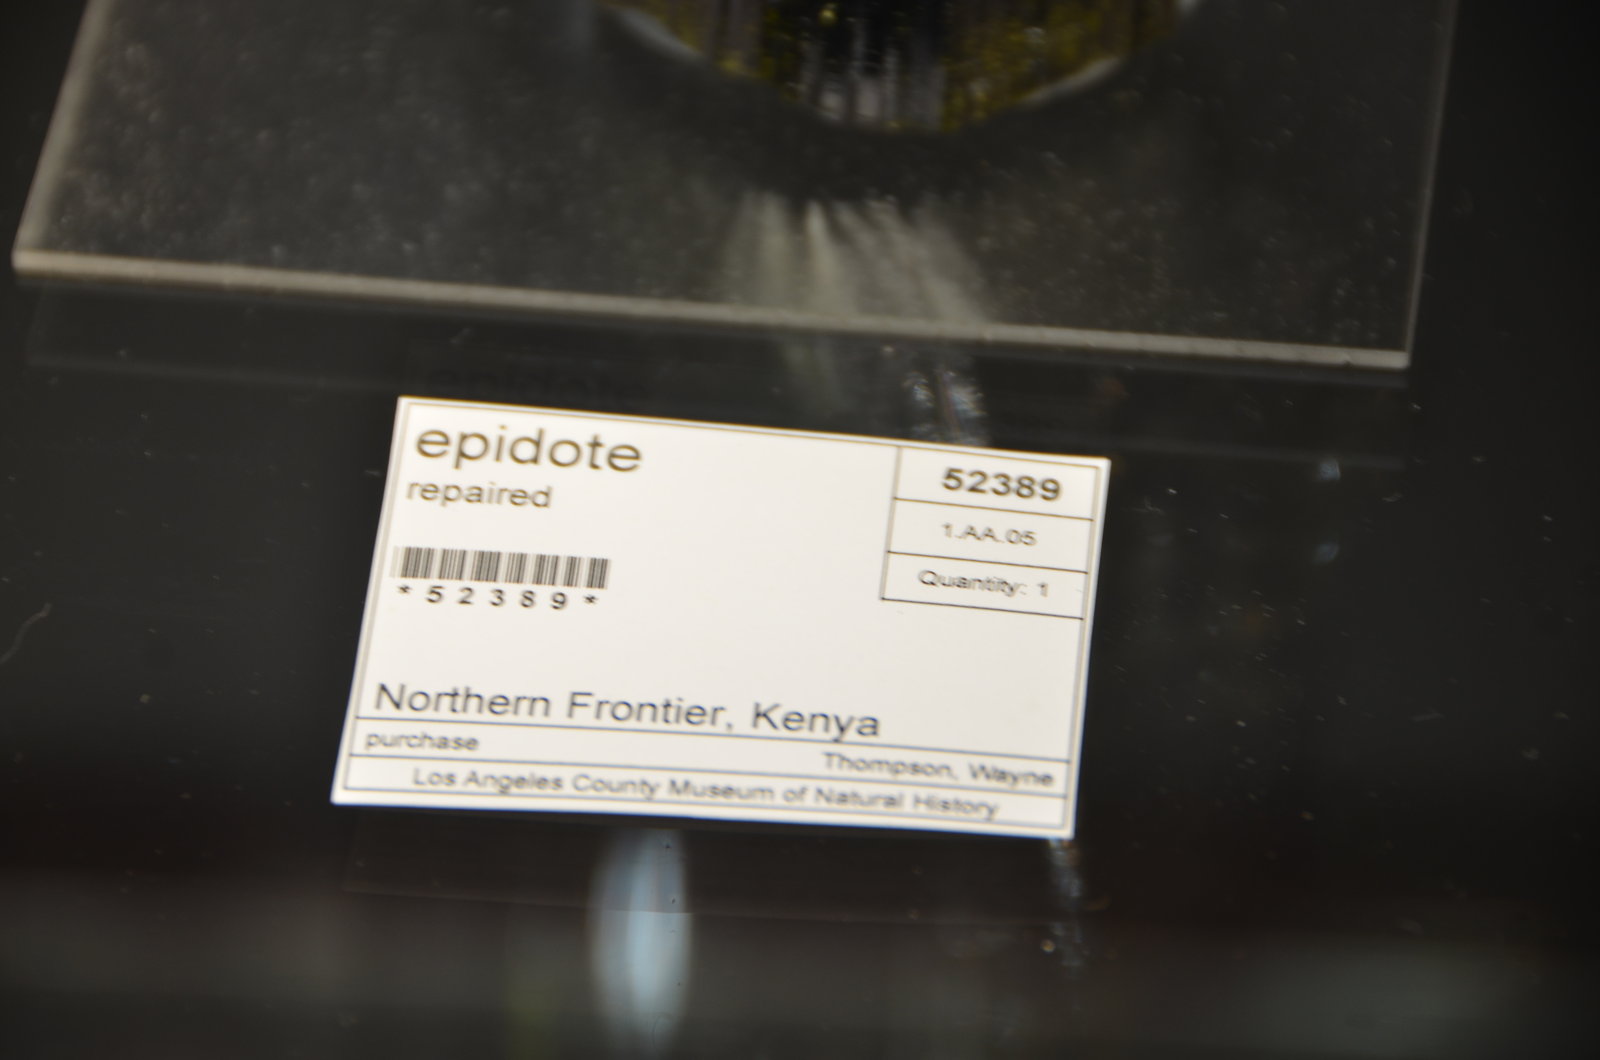 epidote
repaired
52389
1.AA.05
Quantity: 1
*52389*
Northern Frontier, Kenya
purchase
Thompson, Wayne
Los Angeles County Museum of Natural History